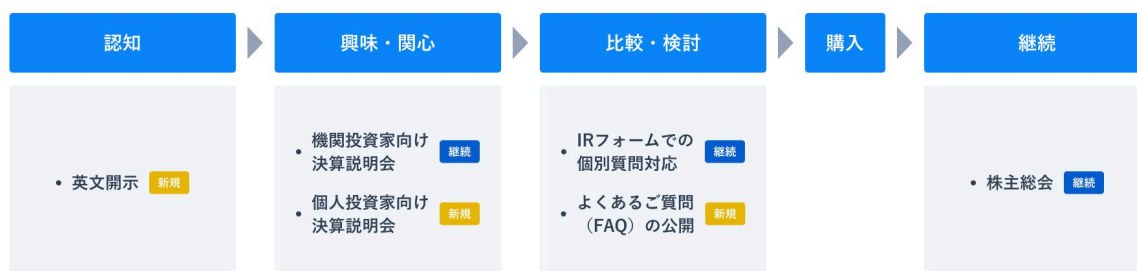 認知
興味・関心
比較・検討
購入
継続
• 英文開示 新規
• 機関投資家向け
決算説明会 継続
• 個人投資家向け
決算説明会 新規
• IRフォームでの
個別質問対応 継続
• よくあるご質問
（FAQ）の公開 新規
• 株主総会 継続